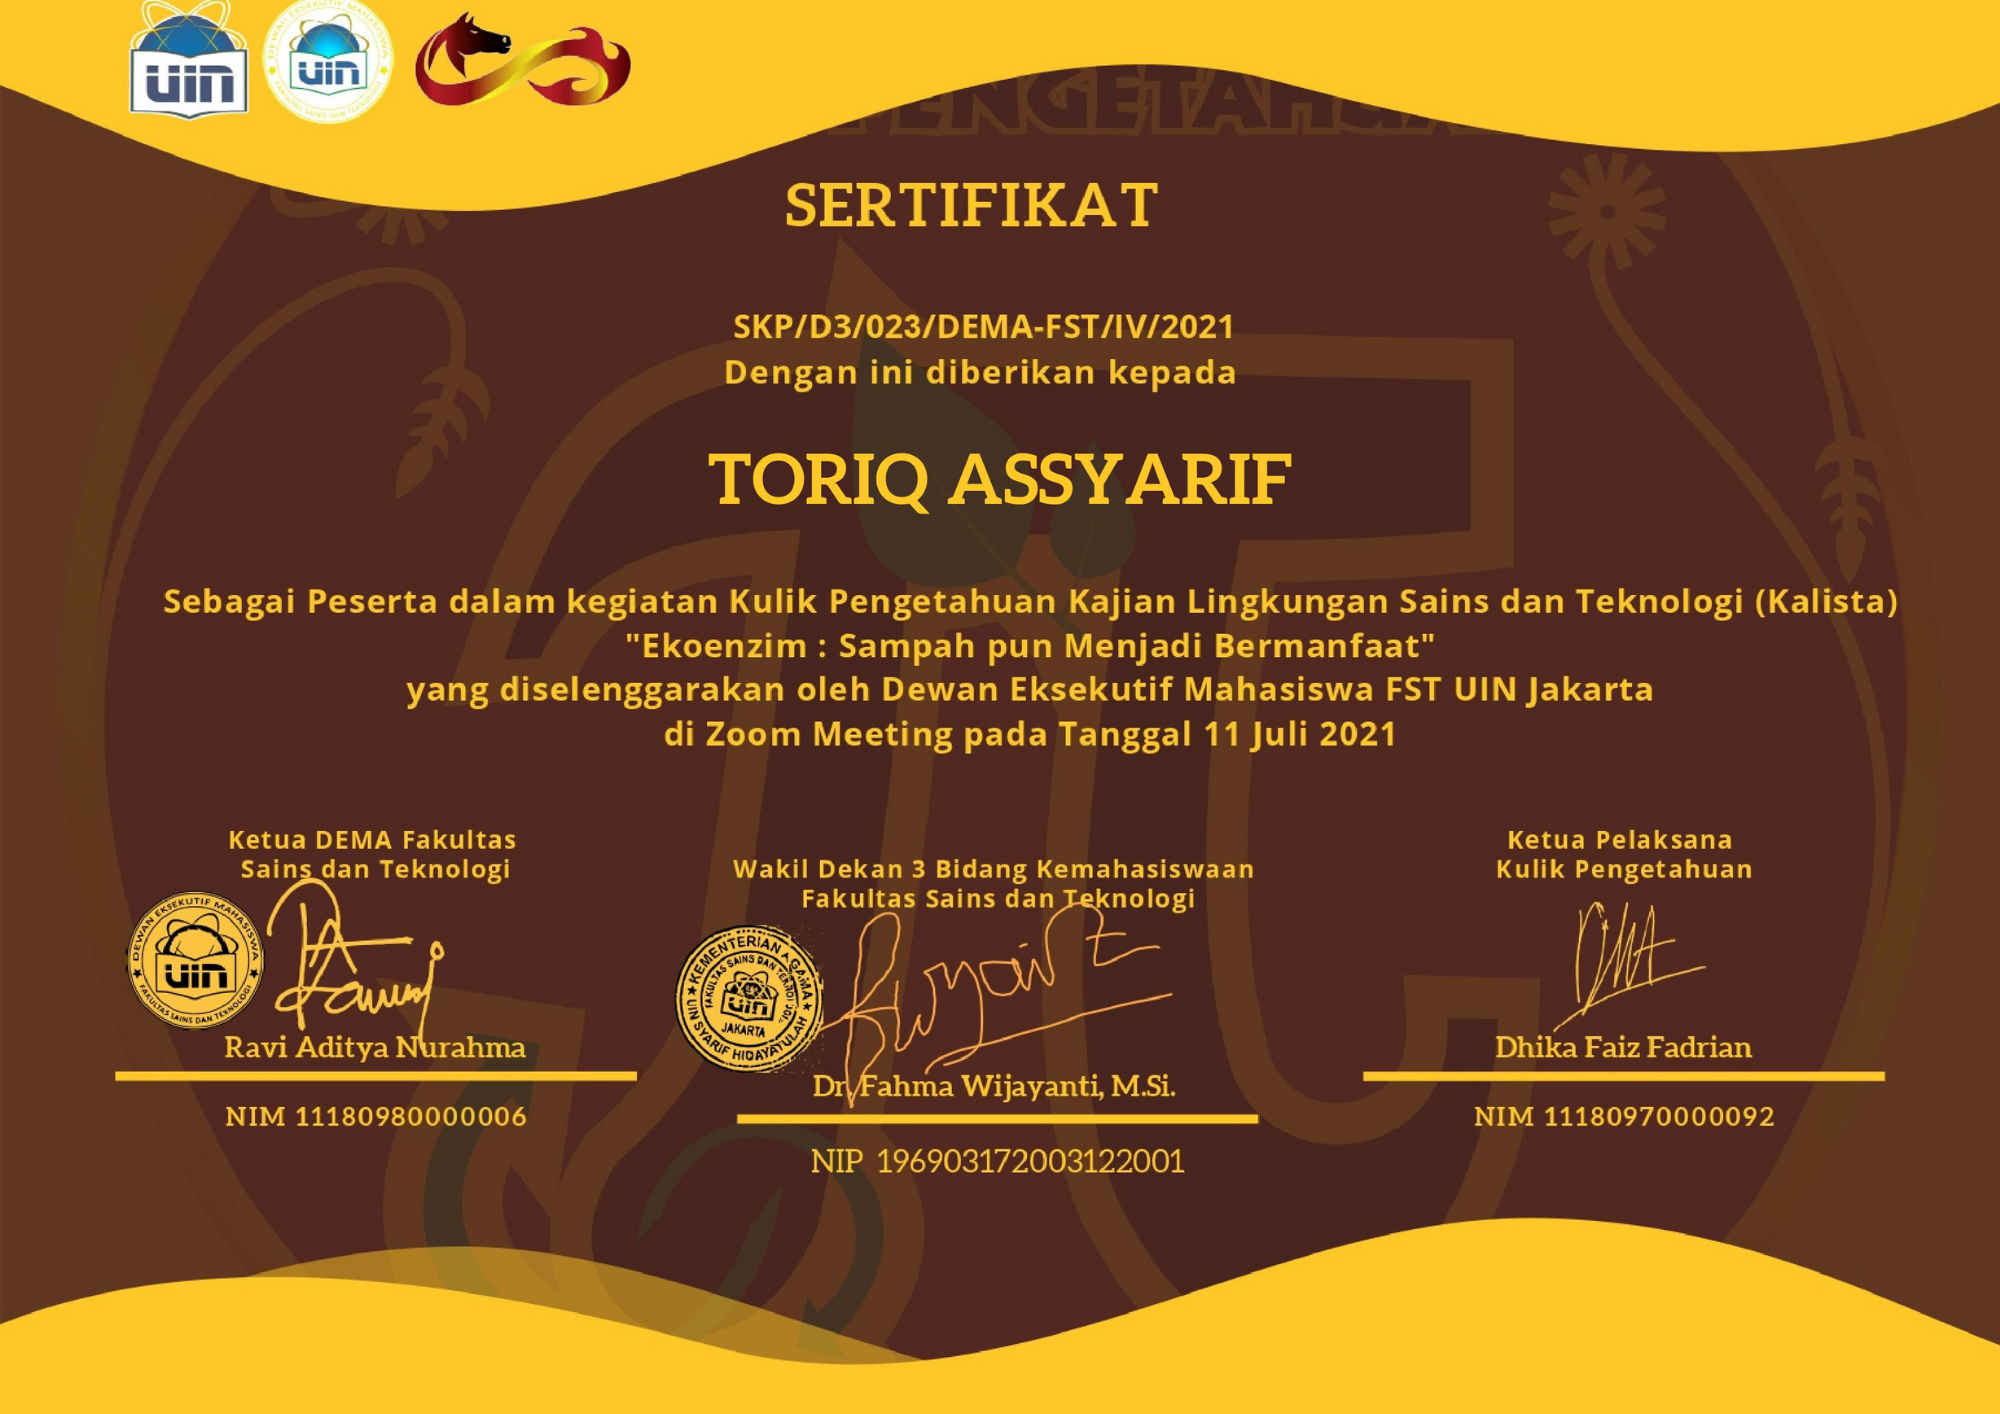 uin
DEWAN EKSEKUTIF MAHASISWA
uin
FAKULTAS SAINS DAN TEKNOLOGI
PENGETAHUAN
SERTIFIKAT
SKP/D3/023/DEMA-FST/IV/2021
Dengan ini diberikan kepada
TORIQ ASSYARIF
Sebagai Peserta dalam kegiatan Kulik Pengetahuan Kajian Lingkungan Sains dan Teknologi (Kalista)
"Ekoenzim : Sampah pun Menjadi Bermanfaat"
yang diselenggarakan oleh Dewan Eksekutif Mahasiswa FST UIN Jakarta
di Zoom Meeting pada Tanggal 11 Juli 2021
Ketua DEMA Fakultas
Sains dan Teknologi
DEWAN EKSEKUTIF MAHASISWA
uin
FAKULTAS SAINS DAN TEKNOLOGI
Ravi Aditya Nurahma
NIM 11180980000006
Wakil Dekan 3 Bidang Kemahasiswaan
Fakultas Sains dan Teknologi
KEMENTERIAN AGAMA
FAKULTAS SAINS DAN TEKNOLOGI
uin
JAKARTA
UIN SYARIF HIDAYATULAH
Dr. Fahma Wijayanti, M.Si.
NIP 196903172003122001
Ketua Pelaksana
Kulik Pengetahuan
Dhika Faiz Fadrian
NIM 11180970000092